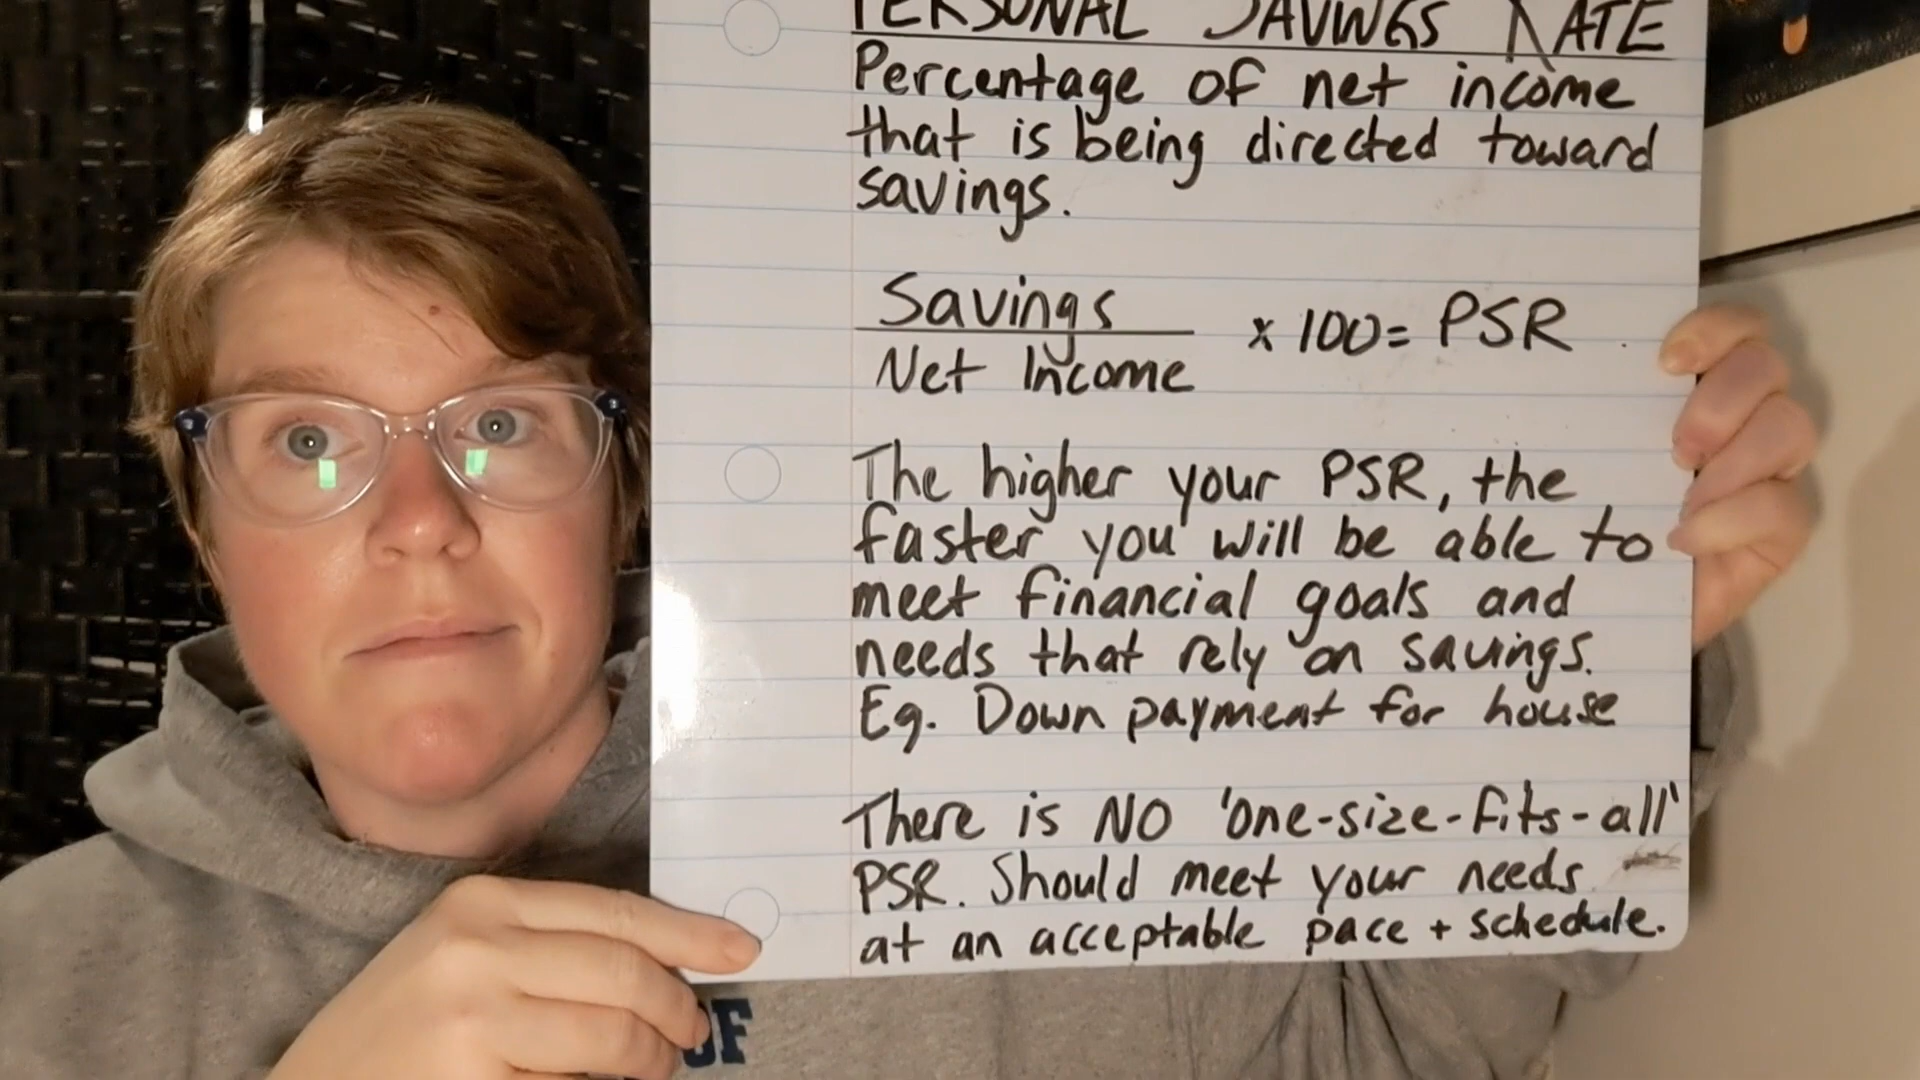 PERSONAL SAVINGS RATE
Percentage of net income
that is being directed toward
savings.
Savings
Net Income
x 100 = PSR
The higher your PSR, the
faster you will be able to
meet financial goals and
needs that rely on savings.
Eg. Down payment for house
There is NO 'one-size-fits-all'
PSR. Should meet your needs
at an acceptable pace + schedule.
OF